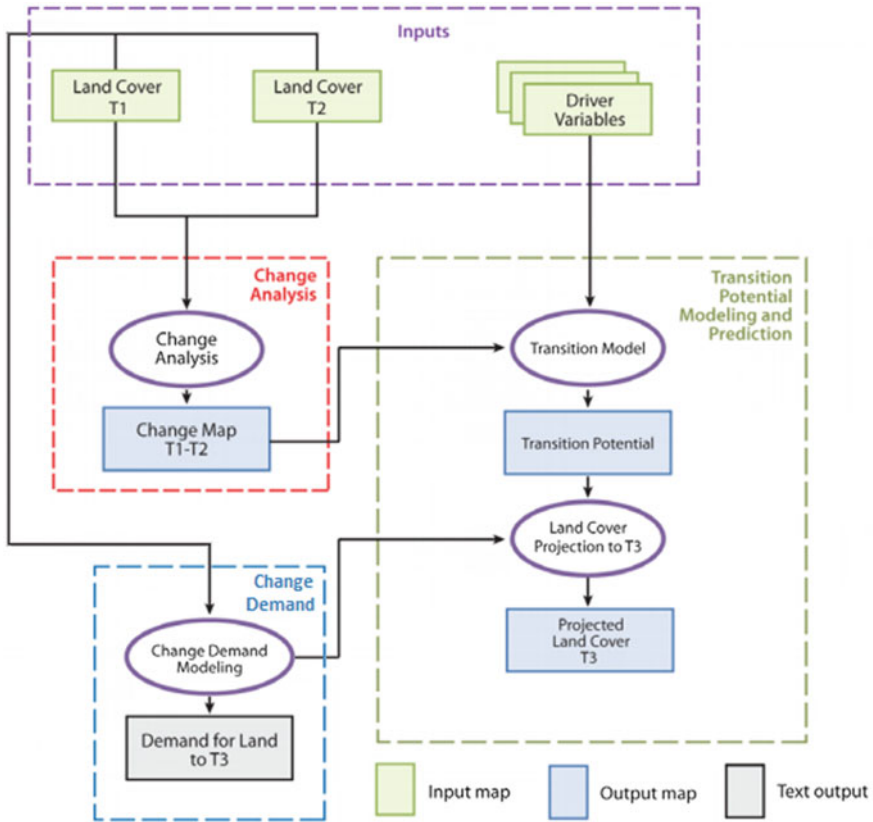 Inputs
Land Cover
T1
Land Cover
T2
Driver
Variables
Change
Analysis
Change
Analysis
Change Map
T1-T2
Transition
Potential
Modeling and
Prediction
Transition Model
Transition Potential
Land Cover
Projection to T3
Projected
Land Cover
T3
Change
Demand
Change Demand
Modeling
Demand for Land
to T3
Input map
Output map
Text output